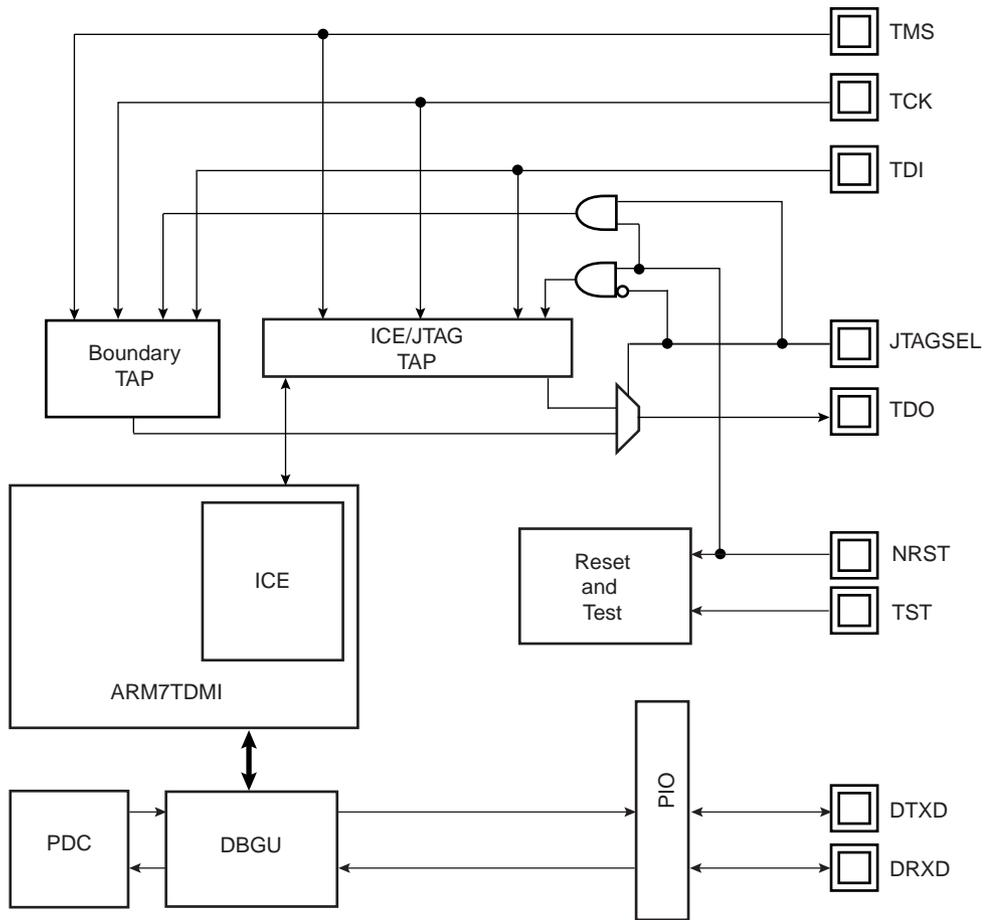 TMS
TCK
TDI
Boundary
TAP
ICE/JTAG
TAP
JTAGSEL
TDO
ICE
ARM7TDMI
Reset
and
Test
NRST
TST
PDC
DBGU
PIO
DTXD
DRXD